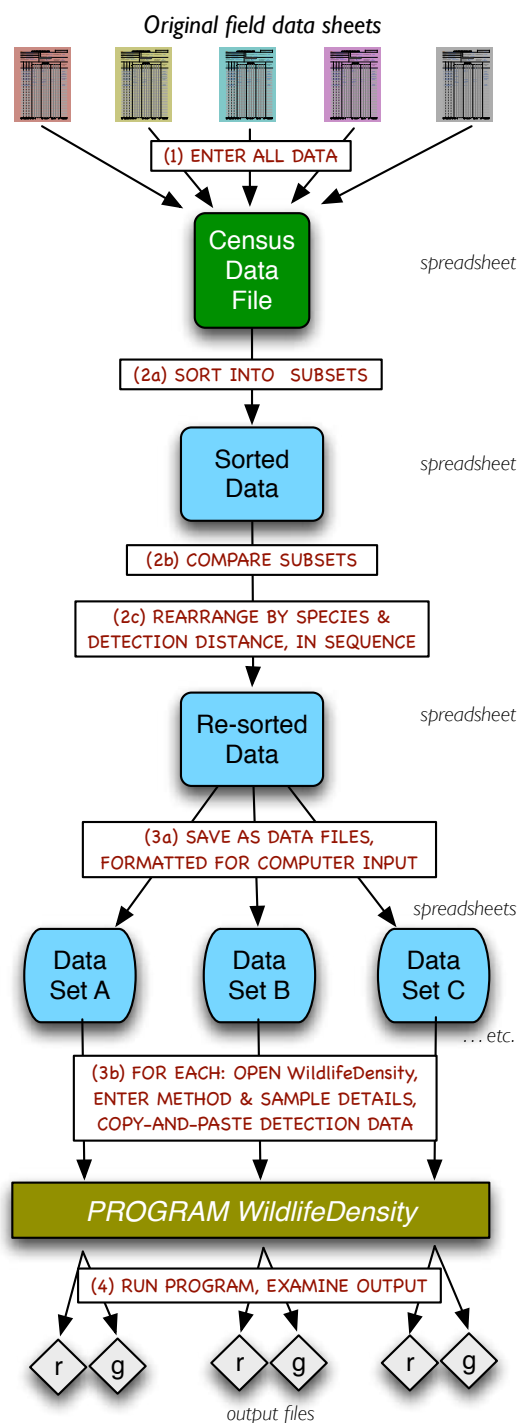 Original field data sheets
(1) ENTER ALL DATA
Census
Data
File
spreadsheet
(2a) SORT INTO SUBSETS
Sorted
Data
spreadsheet
(2b) COMPARE SUBSETS
(2c) REARRANGE BY SPECIES &
DETECTION DISTANCE, IN SEQUENCE
Re-sorted
Data
spreadsheet
(3a) SAVE AS DATA FILES,
FORMATTED FOR COMPUTER INPUT
spreadsheets
Data
Set A
Data
Set B
Data
Set C
...etc.
(3b) FOR EACH: OPEN WildlifeDensity,
ENTER METHOD & SAMPLE DETAILS,
COPY-AND-PASTE DETECTION DATA
PROGRAM WildlifeDensity
(4) RUN PROGRAM, EXAMINE OUTPUT
r g r g r g
output files